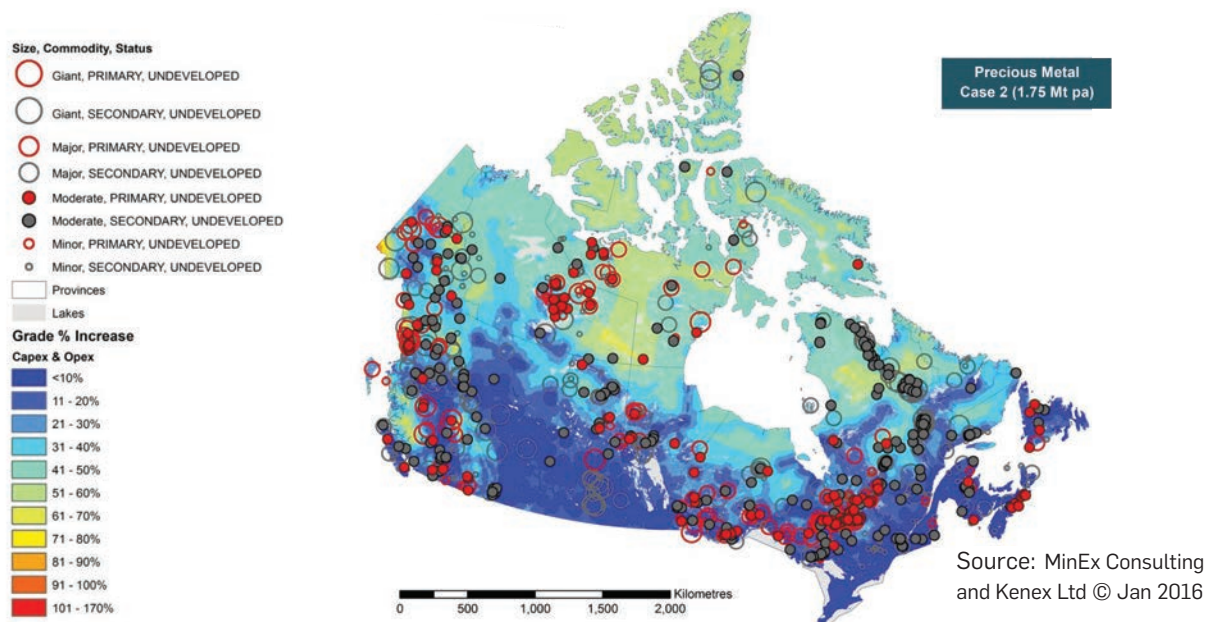 Size, Commodity, Status
Giant, PRIMARY, UNDEVELOPED
Giant, SECONDARY, UNDEVELOPED
Major, PRIMARY, UNDEVELOPED
Major, SECONDARY, UNDEVELOPED
Moderate, PRIMARY, UNDEVELOPED
Moderate, SECONDARY, UNDEVELOPED
Minor, PRIMARY, UNDEVELOPED
Minor, SECONDARY, UNDEVELOPED
Provinces
Lakes
Grade % Increase
Capex & Opex
<10%
11 - 20%
21 - 30%
31 - 40%
41 - 50%
51 - 60%
61 - 70%
71 - 80%
81 - 90%
91 - 100%
101 - 170%
Precious Metal
Case 2 (1.75 Mt pa)
Kilometres
0 500 1,000 1,500 2,000
Source: MinEx Consulting
and Kenex Ltd © Jan 2016